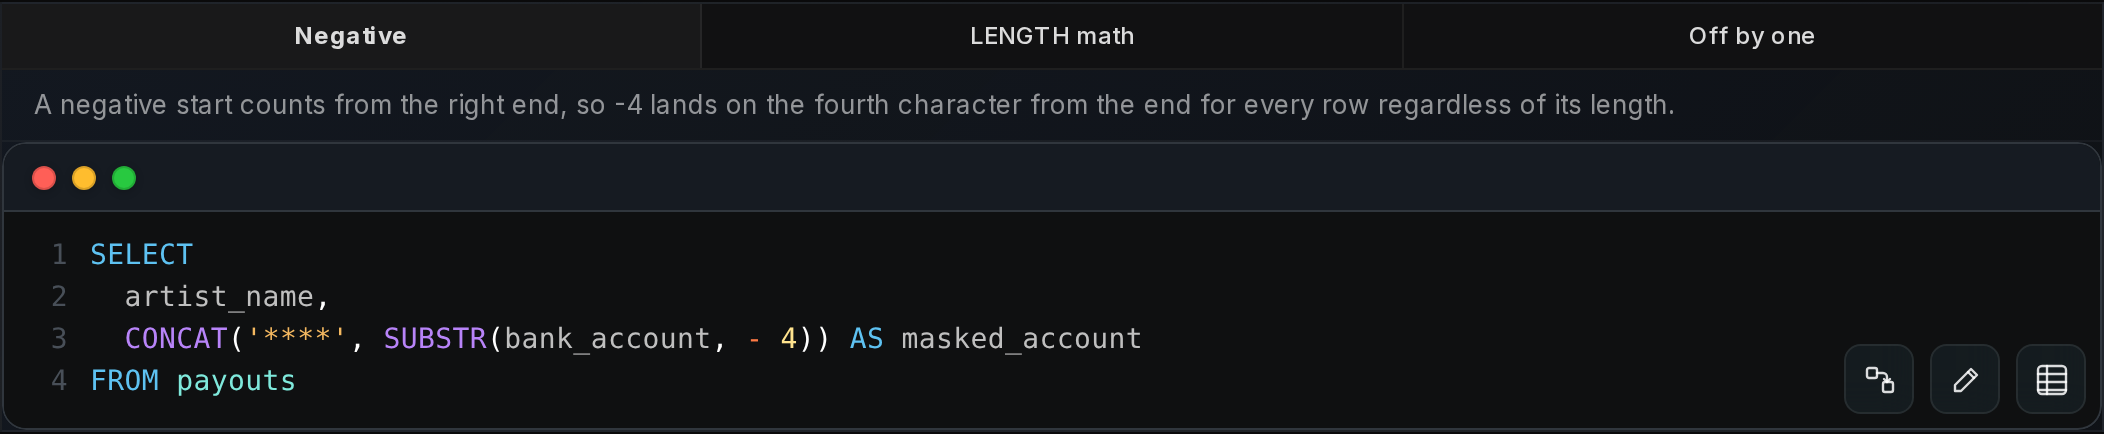 Negative
LENGTH math
Off by one
A negative start counts from the right end, so -4 lands on the fourth character from the end for every row regardless of its length.
1 SELECT
2   artist_name,
3   CONCAT('****', SUBSTR(bank_account, - 4)) AS masked_account
4 FROM payouts